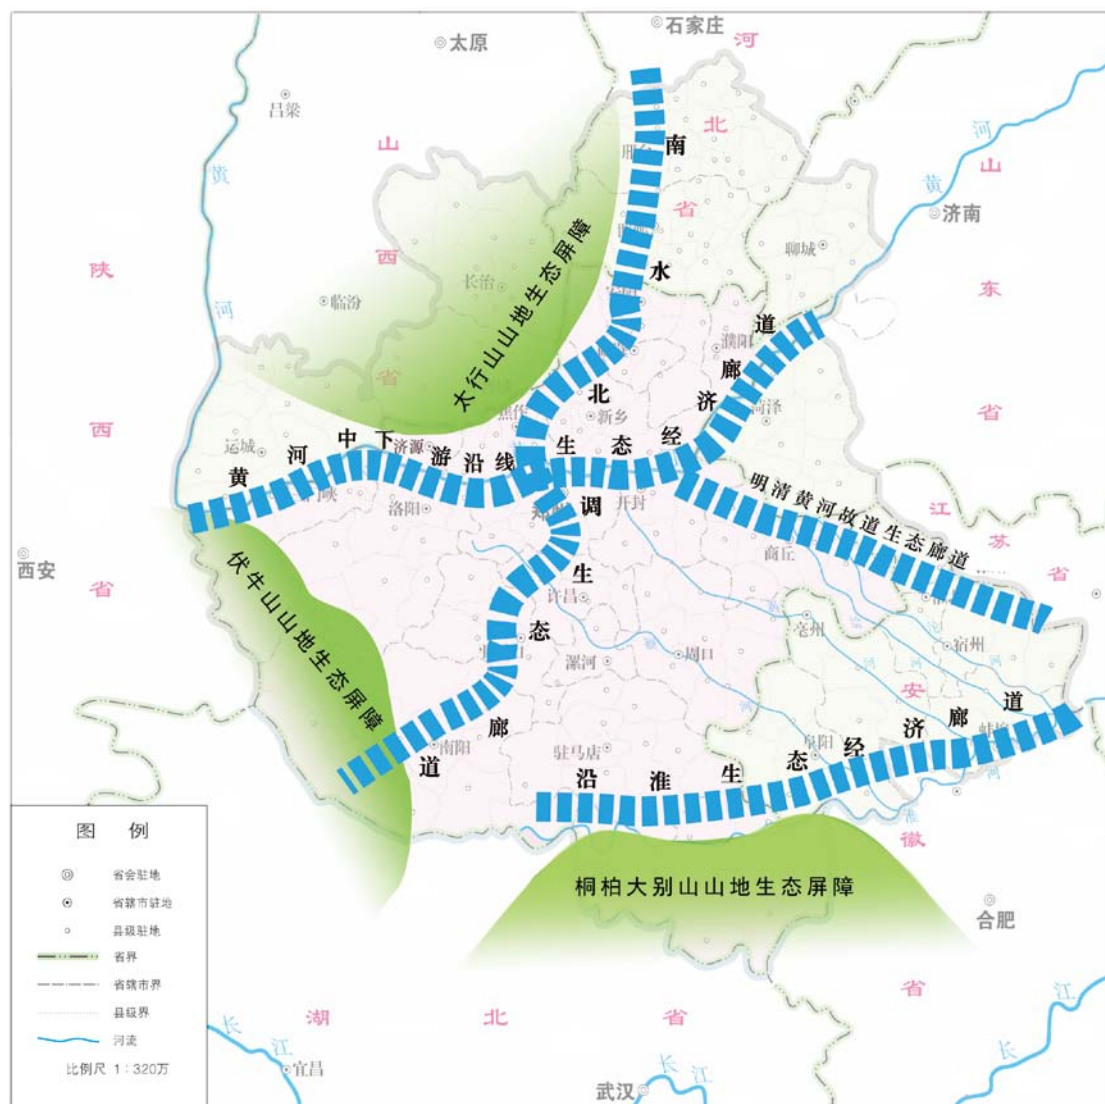 石家庄
太原
河
吕梁
北
山
南
河
黄
黄
山
省
济南
聊城
西
陕
水
东
长治
临汾
河
太行山山地生态屏障
道
濮阳
廊
省
北
济
菏泽
省
新乡
焦作
西
运城
黄河中下游沿线生态经
济源
明清黄河故道生态廊道
洛阳
调
开封
江
苏
省
商丘
西安
伏牛山山地生态屏障
生
省
许昌
亳州
态
宿州
漯河
周口
安
廊
道
南阳
驻马店
阜阳
蚌埠
沿淮生态经济廊道
河
淮
徽
桐柏大别山山地生态屏障
合肥
图 例
省会驻地
省辖市驻地
县级驻地
省界
省辖市界
县级界
河流
比例尺 1:320万
湖北省
省
长江
宜昌
武汉
长江
长江